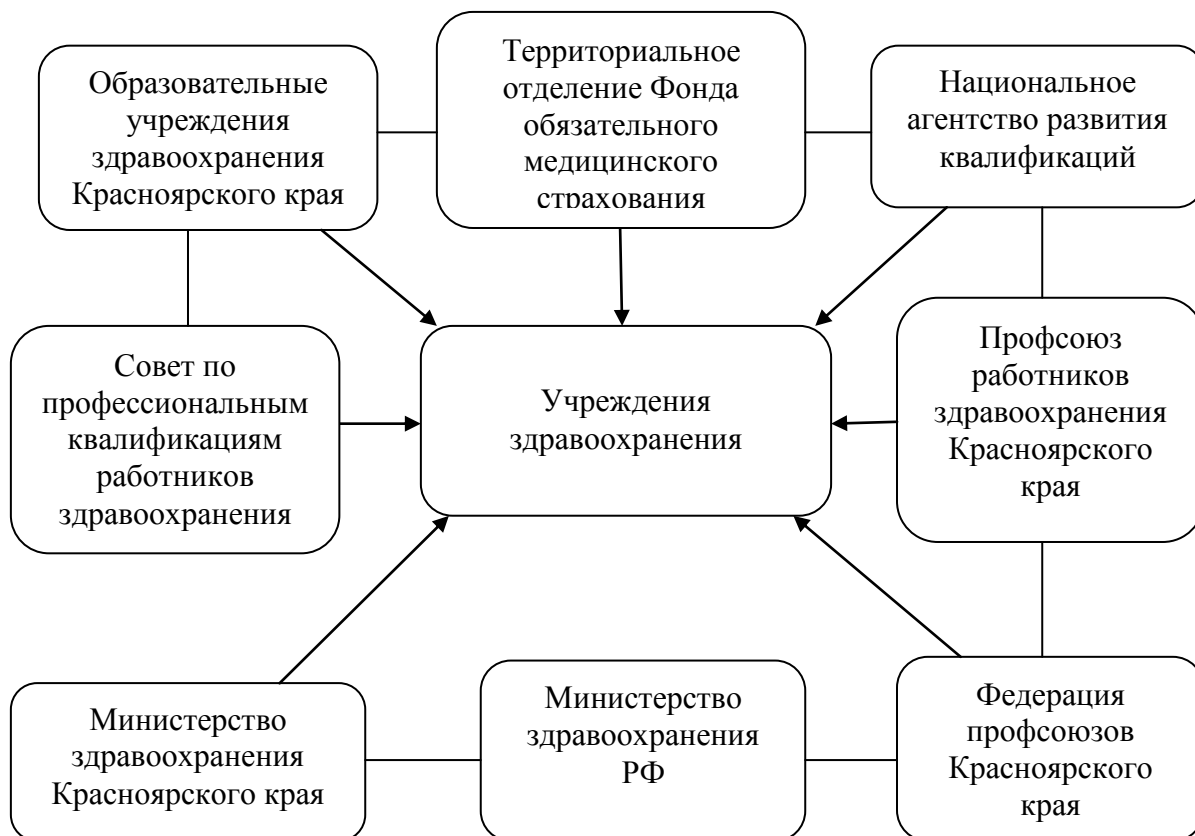 Образовательные
учреждения
здравоохранения
Красноярского края
Территориальное
отделение Фонда
обязательного
медицинского
страхования
Национальное
агентство развития
квалификаций
Совет по
профессиональным
квалификациям
работников
здравоохранения
Учреждения
здравоохранения
Профсоюз
работников
здравоохранения
Красноярского
края
Министерство
здравоохранения
Красноярского края
Министерство
здравоохранения
РФ
Федерация
профсоюзов
Красноярского
края